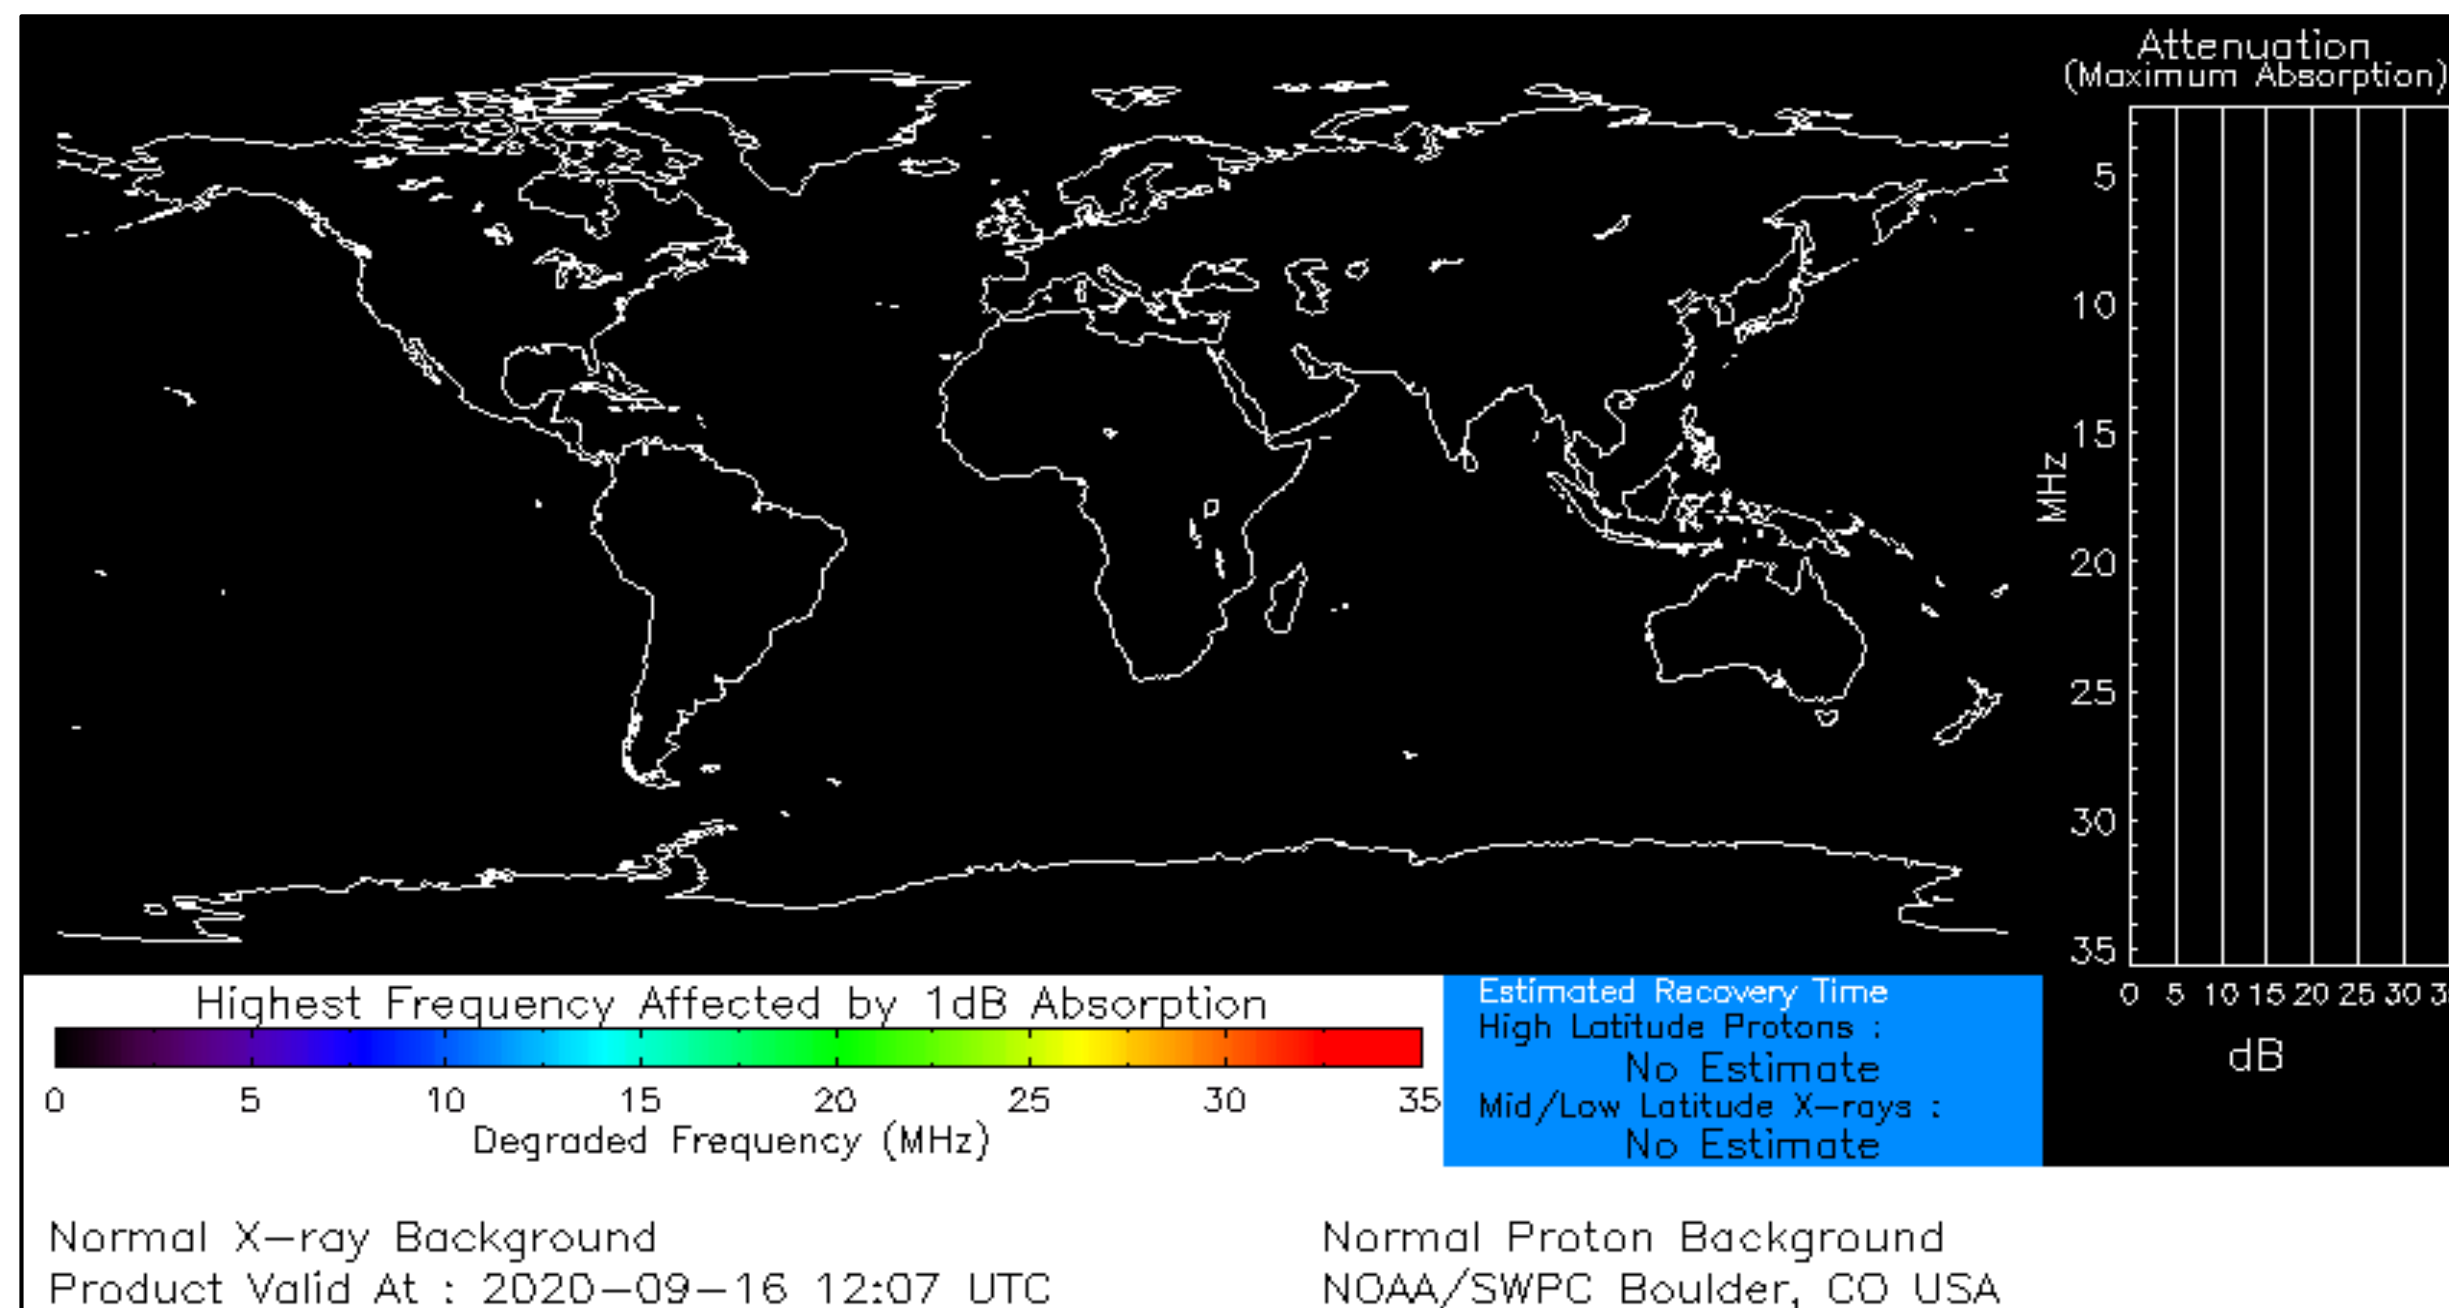 Attenuation
(Maximum Absorption)
5
10
15
20
25
30
35
MHz
0 5 10 15 20 25 30
dB
Highest Frequency Affected by 1dB Absorption
0 5 10 15 20 25 30 35
Degraded Frequency (MHz)
Estimated Recovery Time
High Latitude Protons :
No Estimate
Mid/Low Latitude X-rays :
No Estimate
Normal X-ray Background
Product Valid At : 2020-09-16 12:07 UTC
Normal Proton Background
NOAA/SWPC Boulder, CO USA